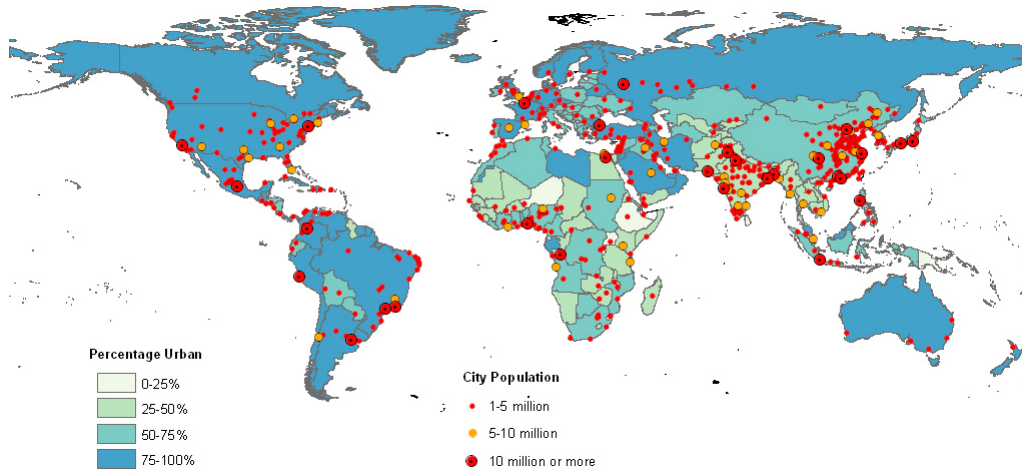 Percentage Urban
0-25%
25-50%
50-75%
75-100%
City Population
1-5 million
5-10 million
10 million or more